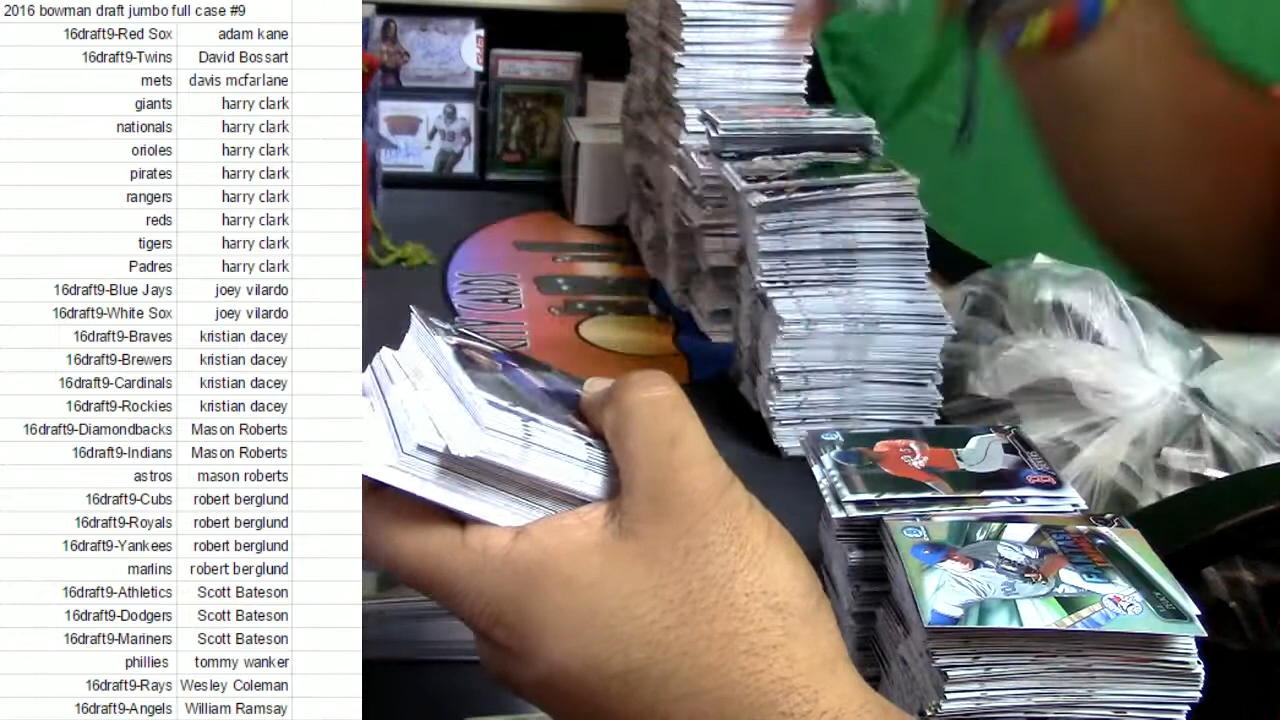 2016 bowman draft jumbo full case #9
16draft9-Red Sox adam kane
16draft9-Twins David Bossart
mets davis mcfarlane
giants harry clark
nationals harry clark
orioles harry clark
pirates harry clark
rangers harry clark
reds harry clark
tigers harry clark
Padres harry clark
16draft9-Blue Jays joey vilardo
16draft9-White Sox joey vilardo
16draft9-Braves kristian dacey
16draft9-Brewers kristian dacey
16draft9-Cardinals kristian dacey
16draft9-Rockies kristian dacey
16draft9-Diamondbacks Mason Roberts
16draft9-Indians Mason Roberts
astros mason roberts
16draft9-Cubs robert berglund
16draft9-Royals robert berglund
16draft9-Yankees robert berglund
malins robert berglund
16draft9-Athletics Scott Bateson
16draft9-Dodgers Scott Bateson
16draft9-Mariners Scott Bateson
phillies tommy wanker
16draft9-Rays Wesley Coleman
16draft9-Angels William Ramsay
CARDS